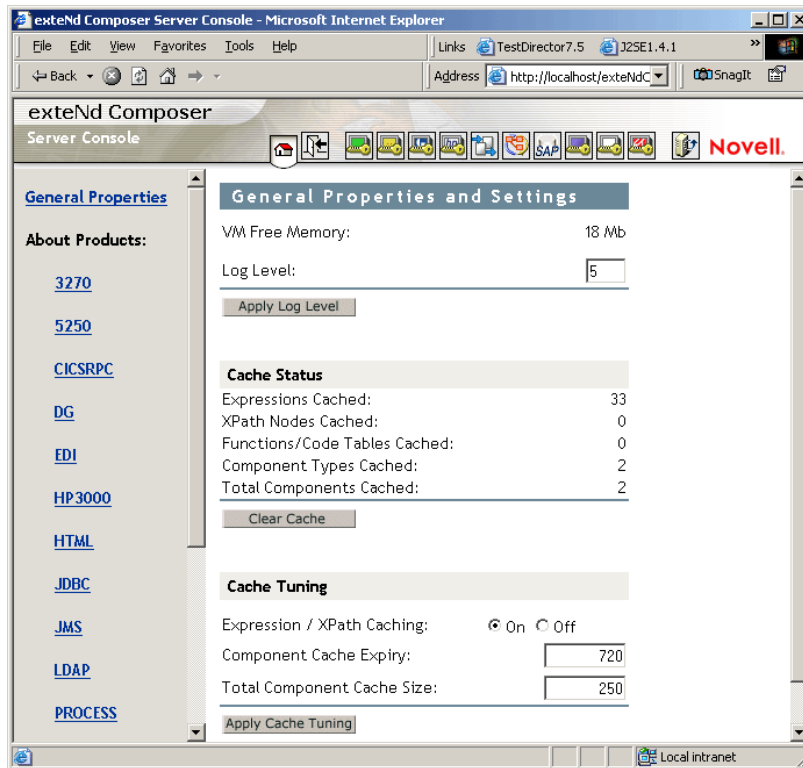 exteNd Composer Server Console - Microsoft Internet Explorer
File Edit View Favorites Tools Help
Links TestDirector7.5 J2SE1.4.1 »
Back
Address http://localhost/exteNdC
SnagIt
exteNd Composer
Server Console
SAP
Novell.
General Properties
About Products:
3270
5250
CICSRPC
DG
EDI
HP3000
HTML
JDBC
JMS
LDAP
PROCESS
General Properties and Settings
VM Free Memory: 18 Mb
Log Level: 5
Apply Log Level
Cache Status
Expressions Cached: 33
XPath Nodes Cached: 0
Functions/Code Tables Cached: 0
Component Types Cached: 2
Total Components Cached: 2
Clear Cache
Cache Tuning
Expression / XPath Caching: On Off
Component Cache Expiry: 720
Total Component Cache Size: 250
Apply Cache Tuning
Local intranet